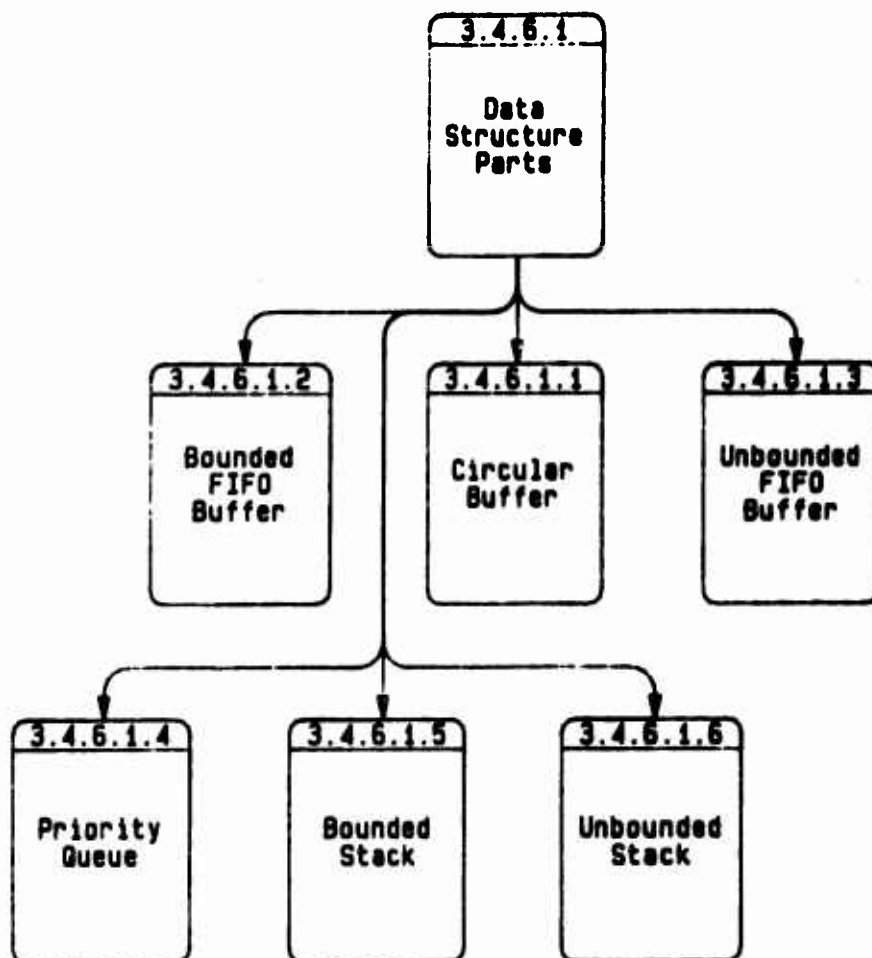 3.4.6.1
Data
Structure
Parts
3.4.6.1.2
Bounded
FIFO
Buffer
3.4.6.1.1
Circular
Buffer
3.4.6.1.3
Unbounded
FIFO
Buffer
3.4.6.1.4
Priority
Queue
3.4.6.1.5
Bounded
Stack
3.4.6.1.6
Unbounded
Stack